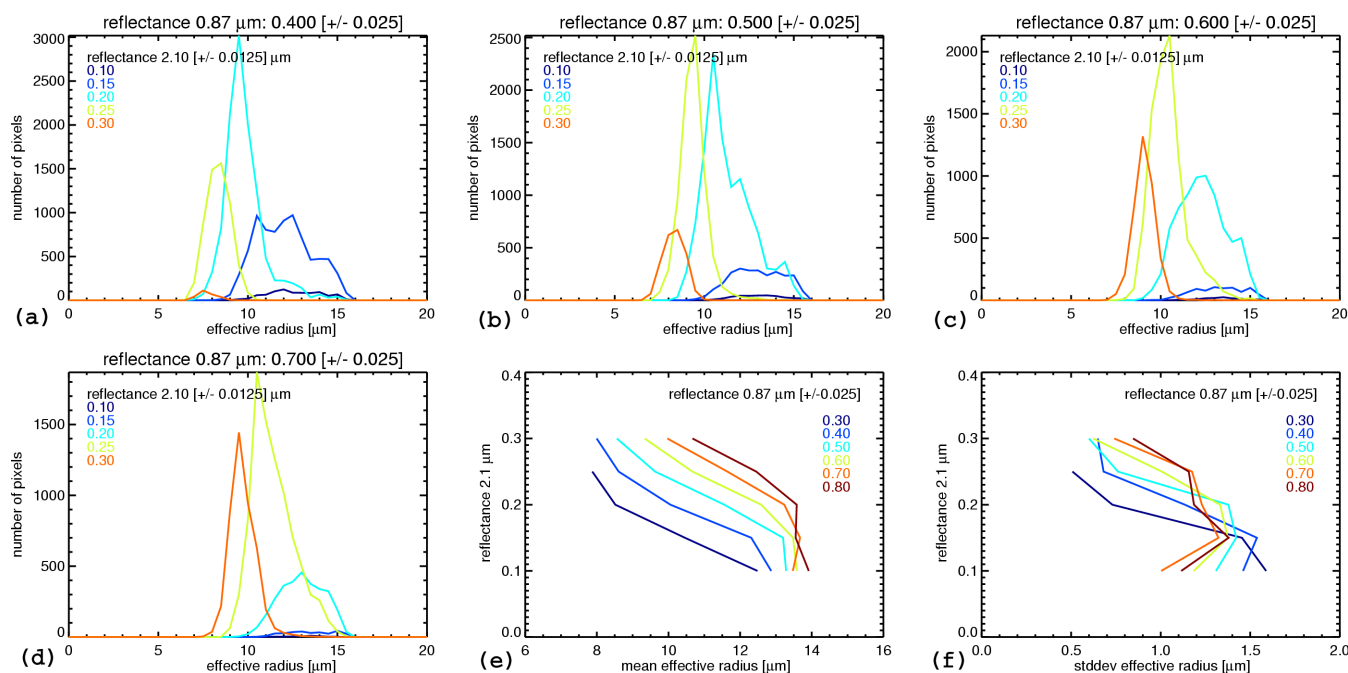 reflectance 0.87 µm: 0.400 [+/- 0.025]
reflectance 2.10 [+/- 0.0125] µm
0.10
0.15
0.20
0.25
0.30
number of pixels
3000
2500
2000
1500
1000
500
0
0 5 10 15 20
effective radius [µm]
(a)
reflectance 0.87 µm: 0.500 [+/- 0.025]
reflectance 2.10 [+/- 0.0125] µm
0.10
0.15
0.20
0.25
0.30
number of pixels
2500
2000
1500
1000
500
0
0 5 10 15 20
effective radius [µm]
(b)
reflectance 0.87 µm: 0.600 [+/- 0.025]
reflectance 2.10 [+/- 0.0125] µm
0.10
0.15
0.20
0.25
0.30
number of pixels
2000
1500
1000
500
0
0 5 10 15 20
effective radius [µm]
(c)
reflectance 0.87 µm: 0.700 [+/- 0.025]
reflectance 2.10 [+/- 0.0125] µm
0.10
0.15
0.20
0.25
0.30
number of pixels
1500
1000
500
0
0 5 10 15 20
effective radius [µm]
(d)
reflectance 0.87 µm [+/-0.025]
0.30
0.40
0.50
0.60
0.70
0.80
reflectance 2.1 µm
0.4
0.3
0.2
0.1
0.0
6 8 10 12 14 16
mean effective radius [µm]
(e)
reflectance 0.87 µm [+/-0.025]
0.30
0.40
0.50
0.60
0.70
0.80
reflectance 2.1 µm
0.4
0.3
0.2
0.1
0.0
0.0 0.5 1.0 1.5 2.0
stddev effective radius [µm]
(f)